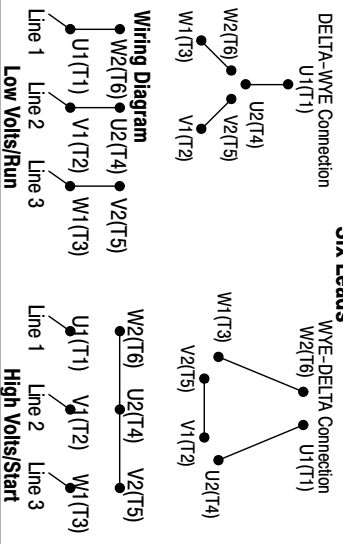 Six Leads
DELTA-WYE Connection
U1(T1)
U2(T4)
W2(T6)
V2(T5)
W1(T3)
V1(T2)
WYE-DELTA Connection
W2(T6)
U1(T1)
W1(T3)
U2(T4)
V2(T5)
V1(T2)
Wiring Diagram
W2(T6) U2(T4) V2(T5)
U1(T1) V1(T2) W1(T3)
Line 1 Line 2 Line 3
Low Volts/Run
W2(T6) U2(T4) V2(T5)
U1(T1) V1(T2) W1(T3)
Line 1 Line 2 Line 3
High Volts/Start